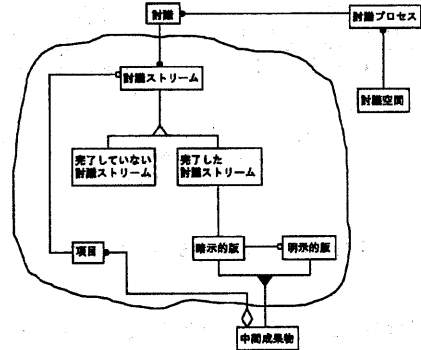 討議
討議プロセス
討議空間
討議ストリーム
完了していない
討議ストリーム
完了した
討議ストリーム
項目
暗示的版
明示的版
中間成果物